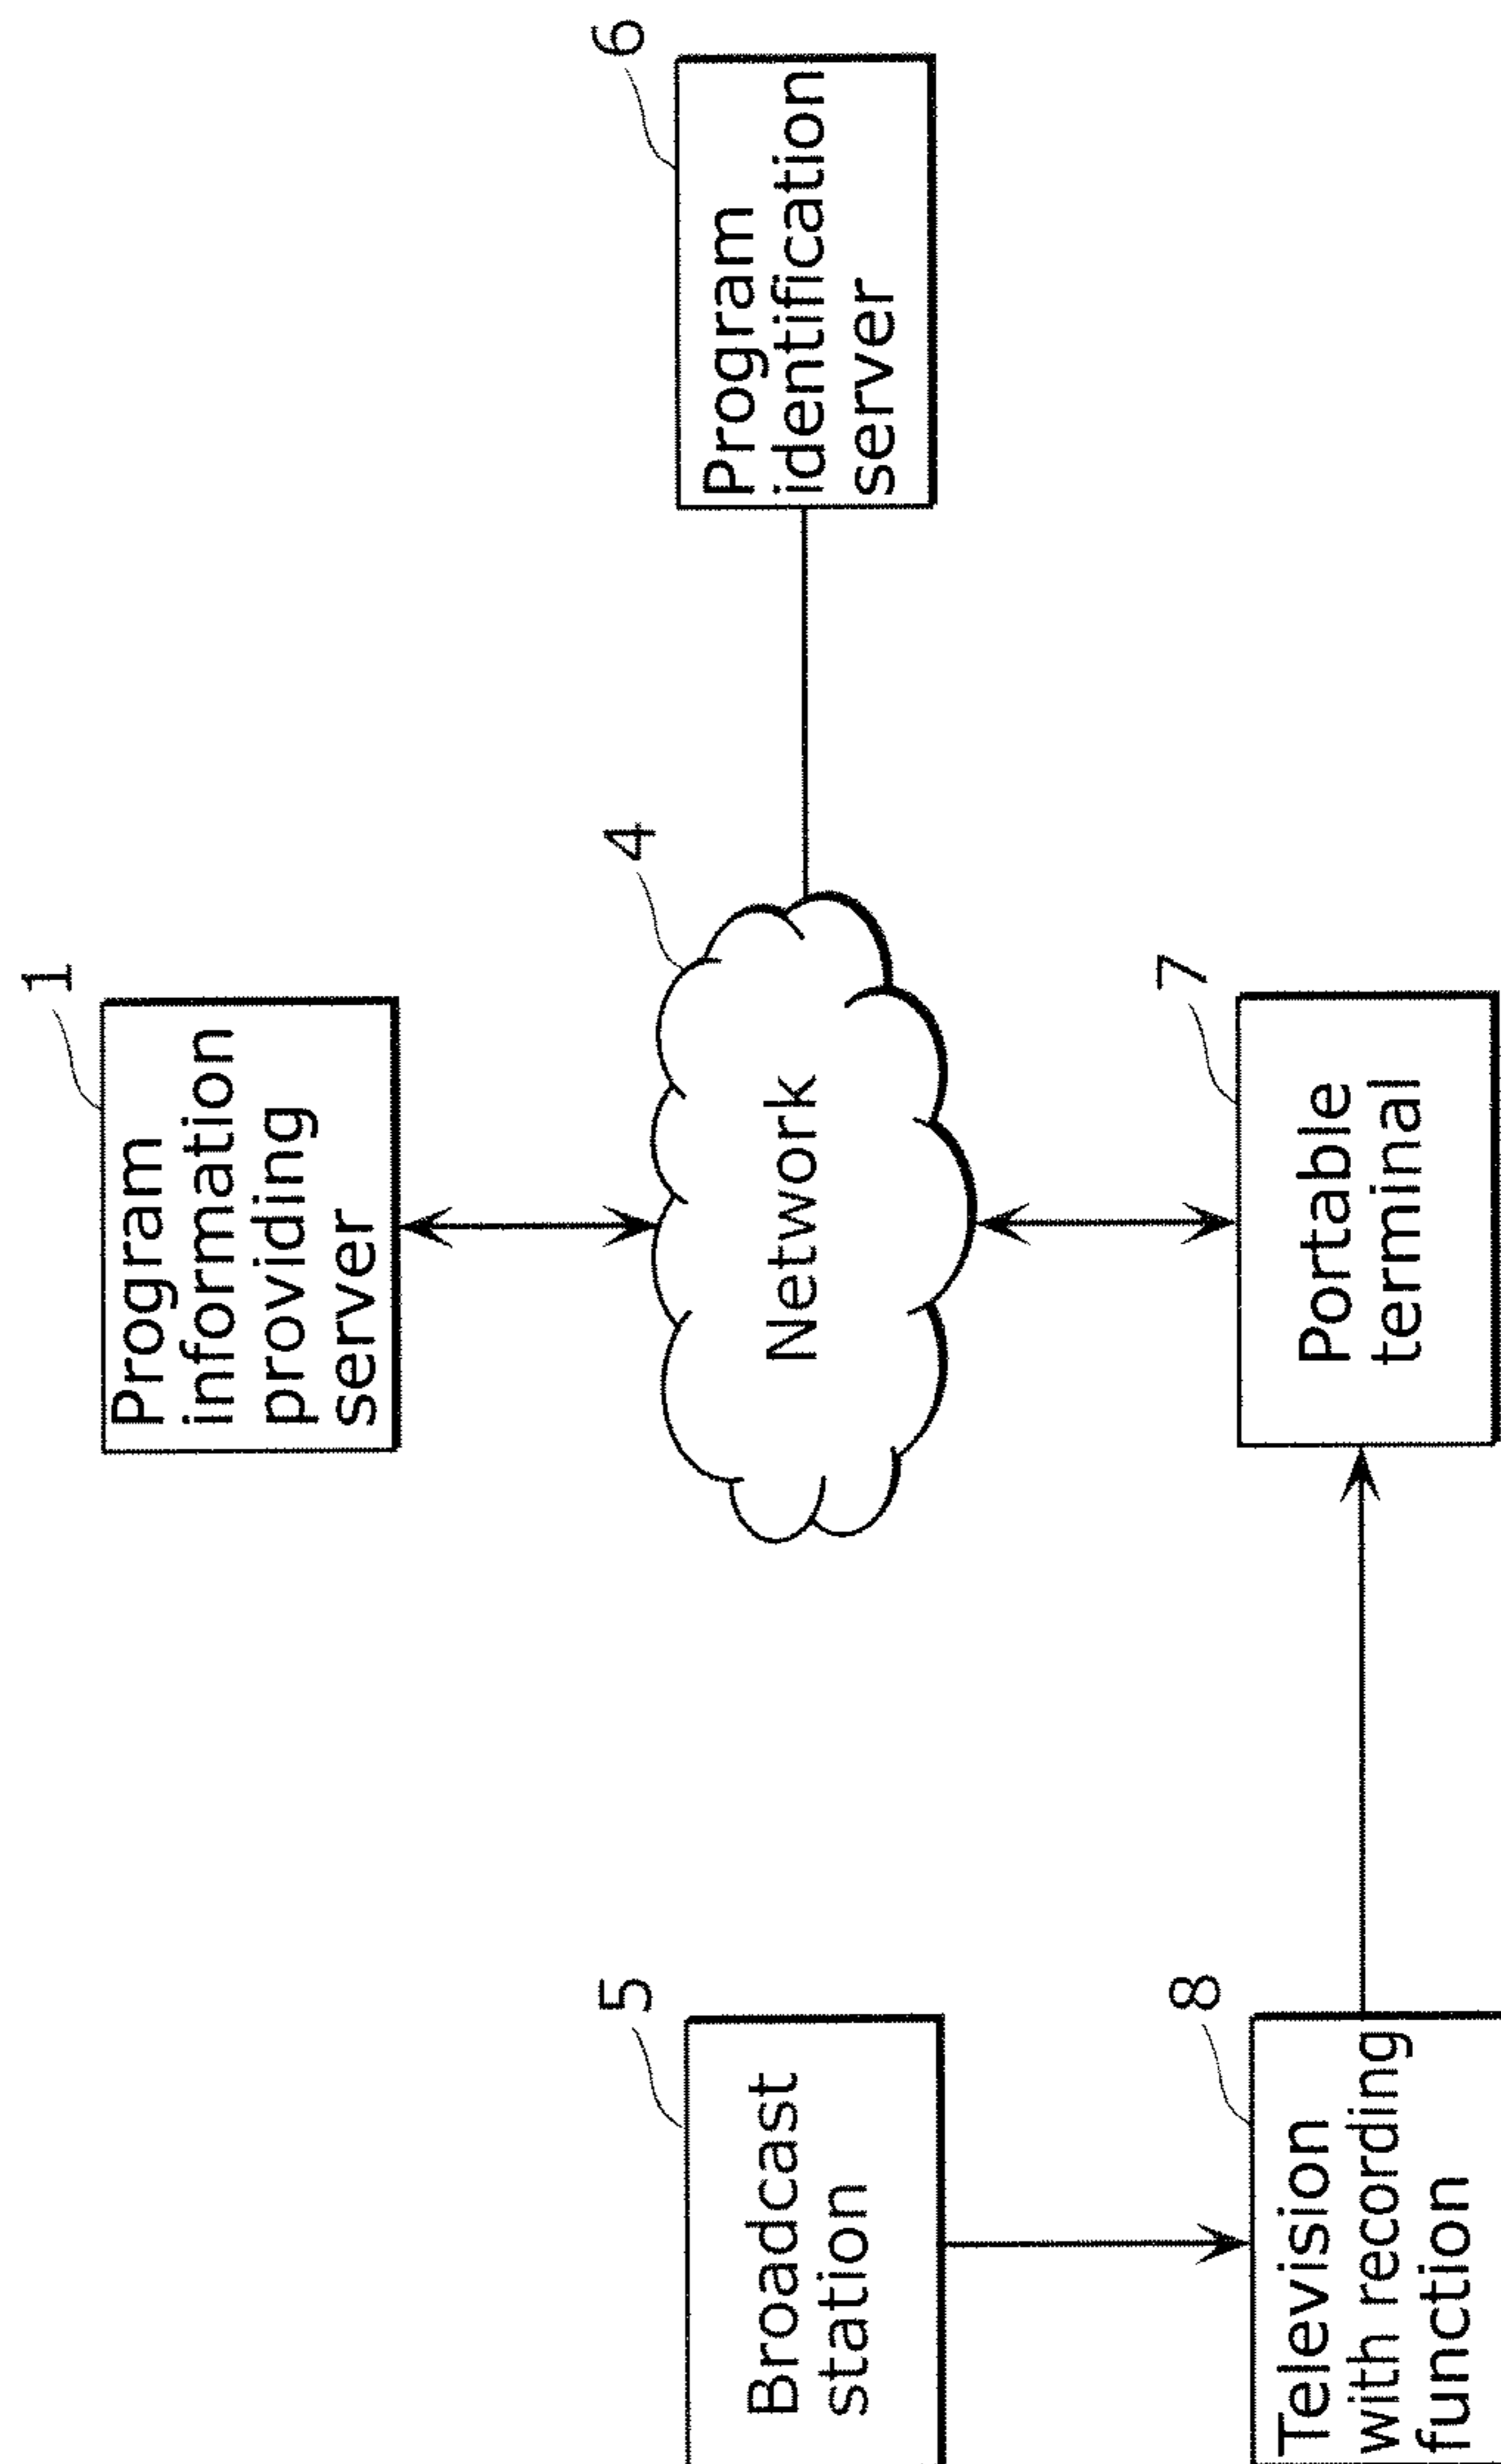 1
Program
information
providing
server
5
Broadcast
station
4
Network
6
Program
identification
server
8
Television
with recording
function
7
Portable
terminal